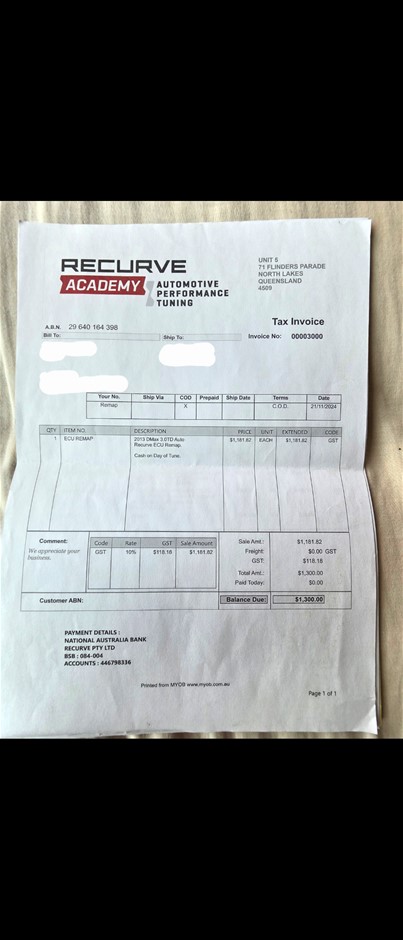 RECURVE
ACADEMY
AUTOMOTIVE
PERFORMANCE
TUNING
UNIT 5
71 FLINDERS PARADE
NORTH LAKES
QUEENSLAND
4509
Tax Invoice
A.B.N. 29 640 164 398
Invoice No: 00003000
Bill To: Ship To:
Your No. Ship Via COD Prepaid Ship Date Terms Date
Remap X C.O.D. 21/11/2024
QTY ITEM NO. DESCRIPTION PRICE UNIT EXTENDED CODE
1 ECU REMAP 2013 DMax 3.0TD Auto $1,181.82 EACH $1,181.82 GST
Recurve ECU Remap.
Cash on Day of Tune.
Comment:
We appreciate your
business.
Code Rate GST Sale Amount
GST 10% $118.18 $1,181.82
Sale Amt.: $1,181.82
Freight: $0.00 GST
GST: $118.18
Total Amt.: $1,300.00
Paid Today: $0.00
Customer ABN: Balance Due: $1,300.00
PAYMENT DETAILS :
NATIONAL AUSTRALIA BANK
RECURVE PTY LTD
BSB : 084-004
ACCOUNTS : 446798336
Printed from MYOB www.myob.com.au
Page 1 of 1